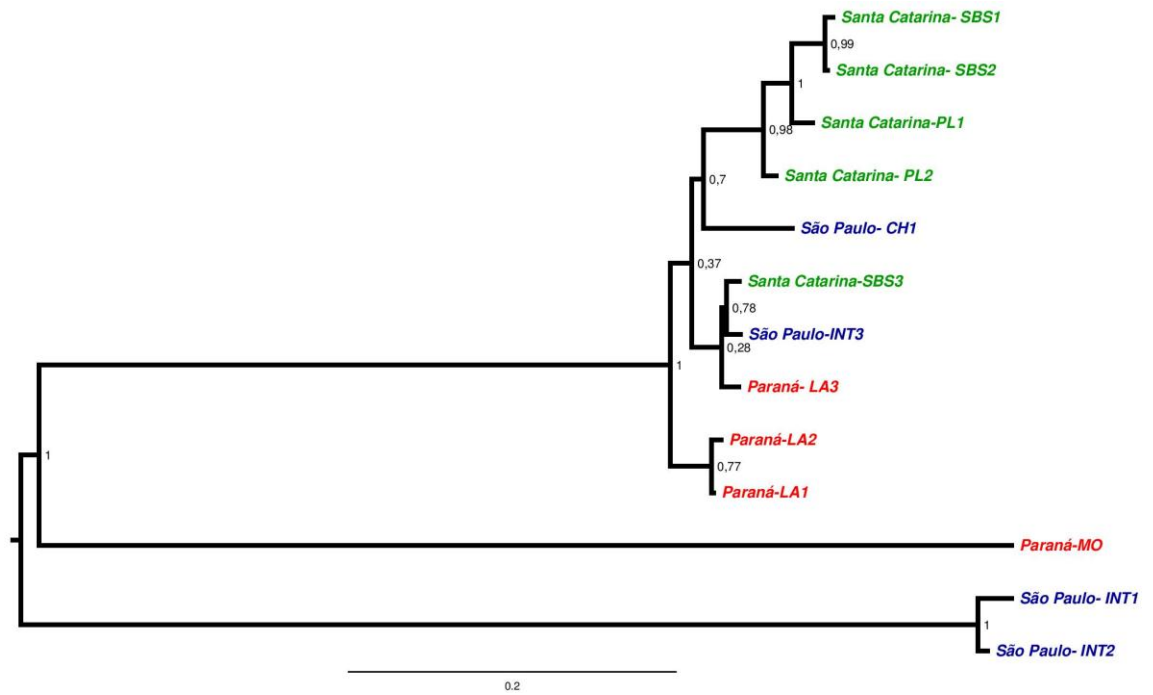 Santa Catarina- SBS1
0,99
Santa Catarina- SBS2
1
Santa Catarina-PL1
0,98
Santa Catarina- PL2
0,7
São Paulo- CH1
0,37
Santa Catarina-SBS3
0,78
São Paulo-INT3
0,28
1
Paraná- LA3
Paraná-LA2
0,77
Paraná-LA1
1
Paraná-MO
São Paulo- INT1
1
São Paulo- INT2
0.2